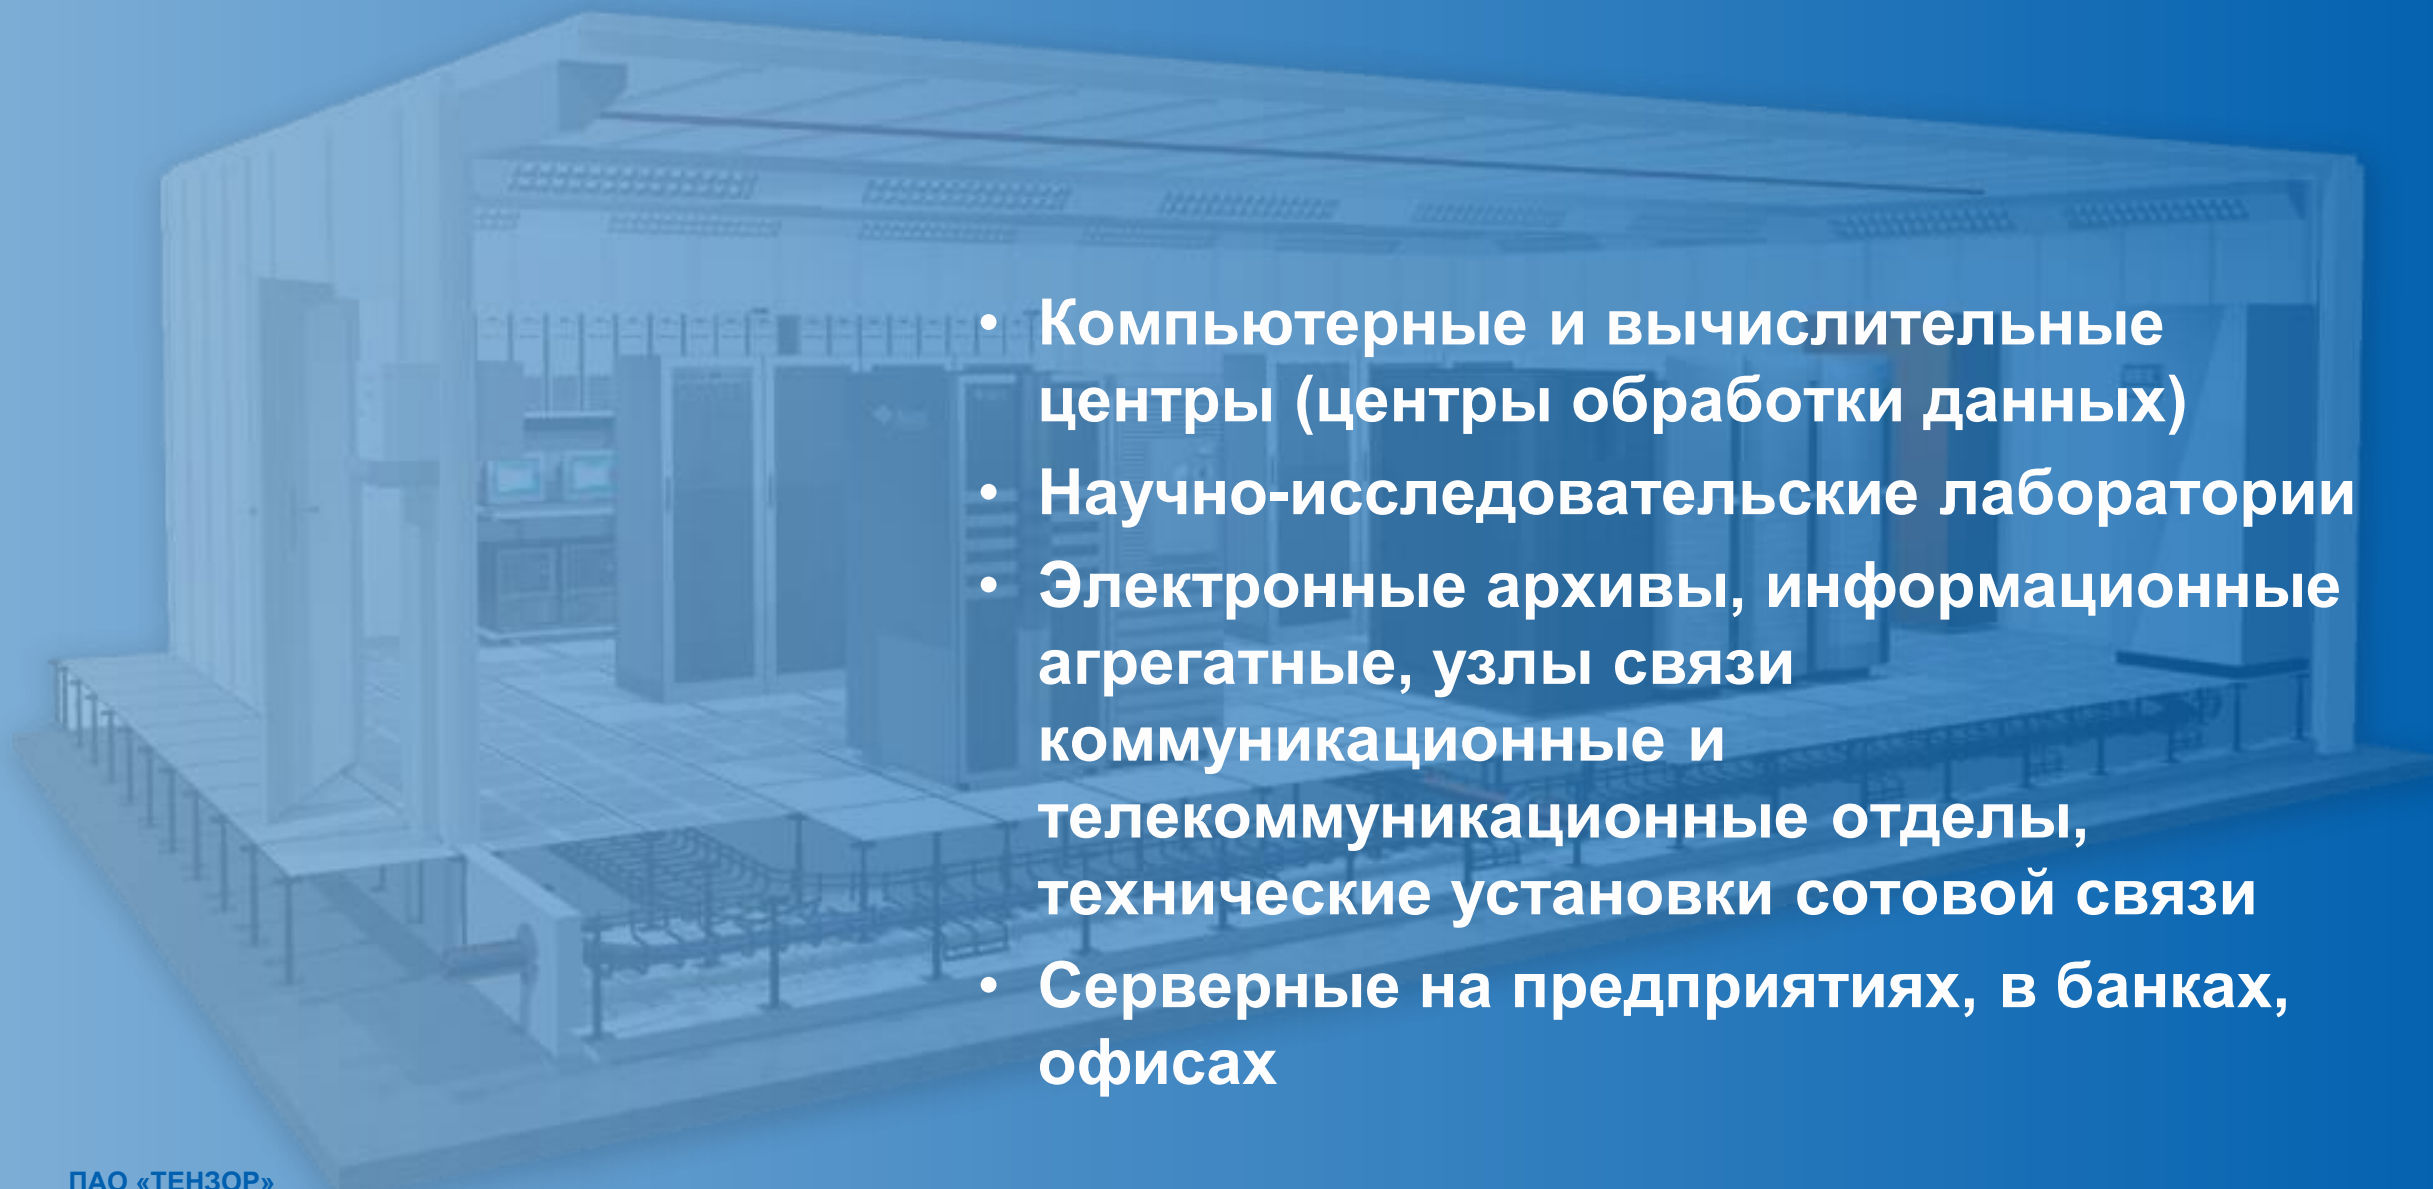 • Компьютерные и вычислительные
центры (центры обработки данных)
• Научно-исследовательские лаборатории
• Электронные архивы, информационные
агрегатные, узлы связи
коммуникационные и
телекоммуникационные отделы,
технические установки сотовой связи
• Серверные на предприятиях, в банках,
офисах
ПАО «ТЕНЗОР»